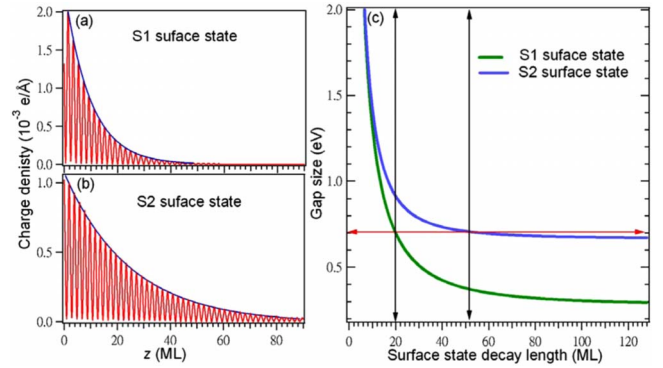 (a)
S1 suface state
2.0
1.5
1.0
0.5
0.0
(b)
S2 suface state
1.0
0.5
0.0
Charge denisty (10⁻³ e/Å)
0
20
40
60
80
z (ML)
(c)
S1 suface state
S2 surface state
2.0
1.5
1.0
0.5
Gap size (eV)
0
20
40
60
80
100
120
Surface state decay length (ML)